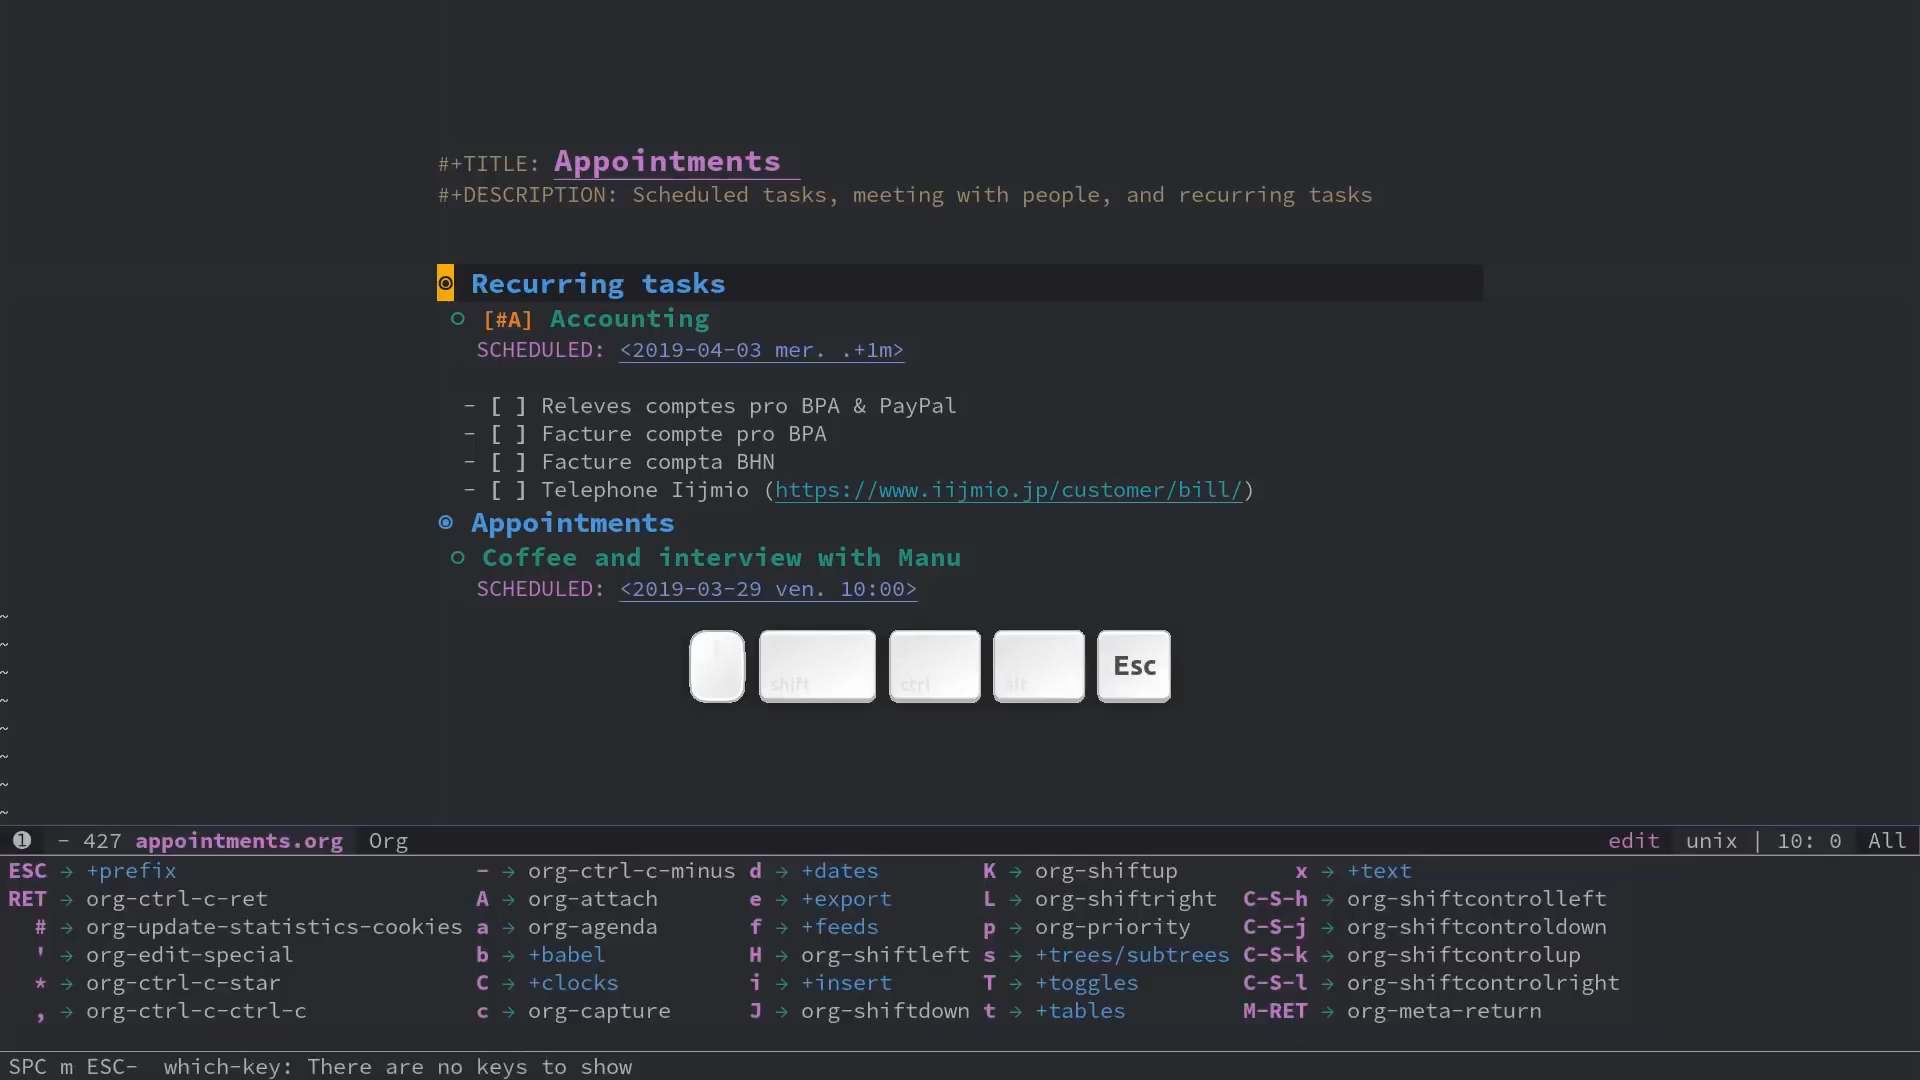 #+TITLE: Appointments
#+DESCRIPTION: Scheduled tasks, meeting with people, and recurring tasks
Recurring tasks
[#A] Accounting
SCHEDULED: <2019-04-03 mer. .+1m>
- [ ] Releves comptes pro BPA & PayPal
- [ ] Facture compte pro BPA
- [ ] Facture compta BHN
- [ ] Telephone Iijmio (https://www.iijmio.jp/customer/bill/)
Appointments
Coffee and interview with Manu
SCHEDULED: <2019-03-29 ven. 10:00>
~
~
shift ctrl alt Esc
~
~
~
~
~
~
❶ - 427 appointments.org Org edit unix | 10: 0 All
ESC → +prefix - → org-ctrl-c-minus d → +dates K → org-shiftup x → +text
RET → org-ctrl-c-ret A → org-attach e → +export L → org-shiftright C-S-h → org-shiftcontrolleft
# → org-update-statistics-cookies a → org-agenda f → +feeds p → org-priority C-S-j → org-shiftcontroldown
' → org-edit-special b → +babel H → org-shiftleft s → +trees/subtrees C-S-k → org-shiftcontrolup
* → org-ctrl-c-star C → +clocks i → +insert T → +toggles C-S-l → org-shiftcontrolright
, → org-ctrl-c-ctrl-c c → org-capture J → org-shiftdown t → +tables M-RET → org-meta-return
SPC m ESC- which-key: There are no keys to show